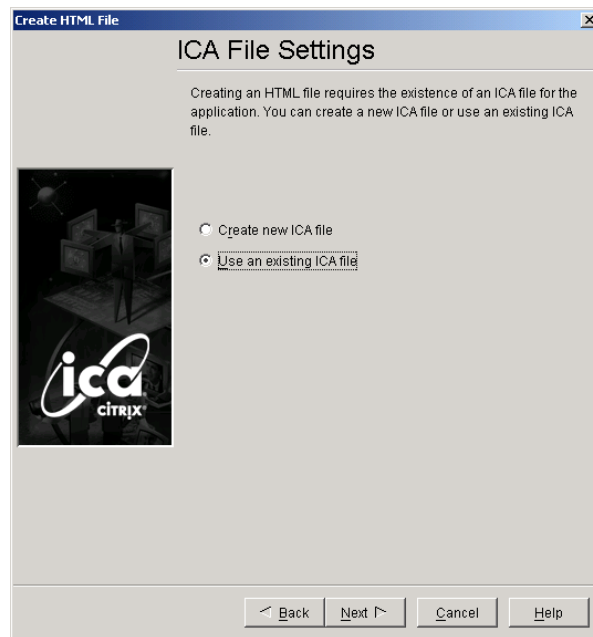 Create HTML File
ICA File Settings
Creating an HTML file requires the existence of an ICA file for the
application. You can create a new ICA file or use an existing ICA
file.
Create new ICA file
Use an existing ICA file
ica
CİTRIX
< Back
Next >
Cancel
Help